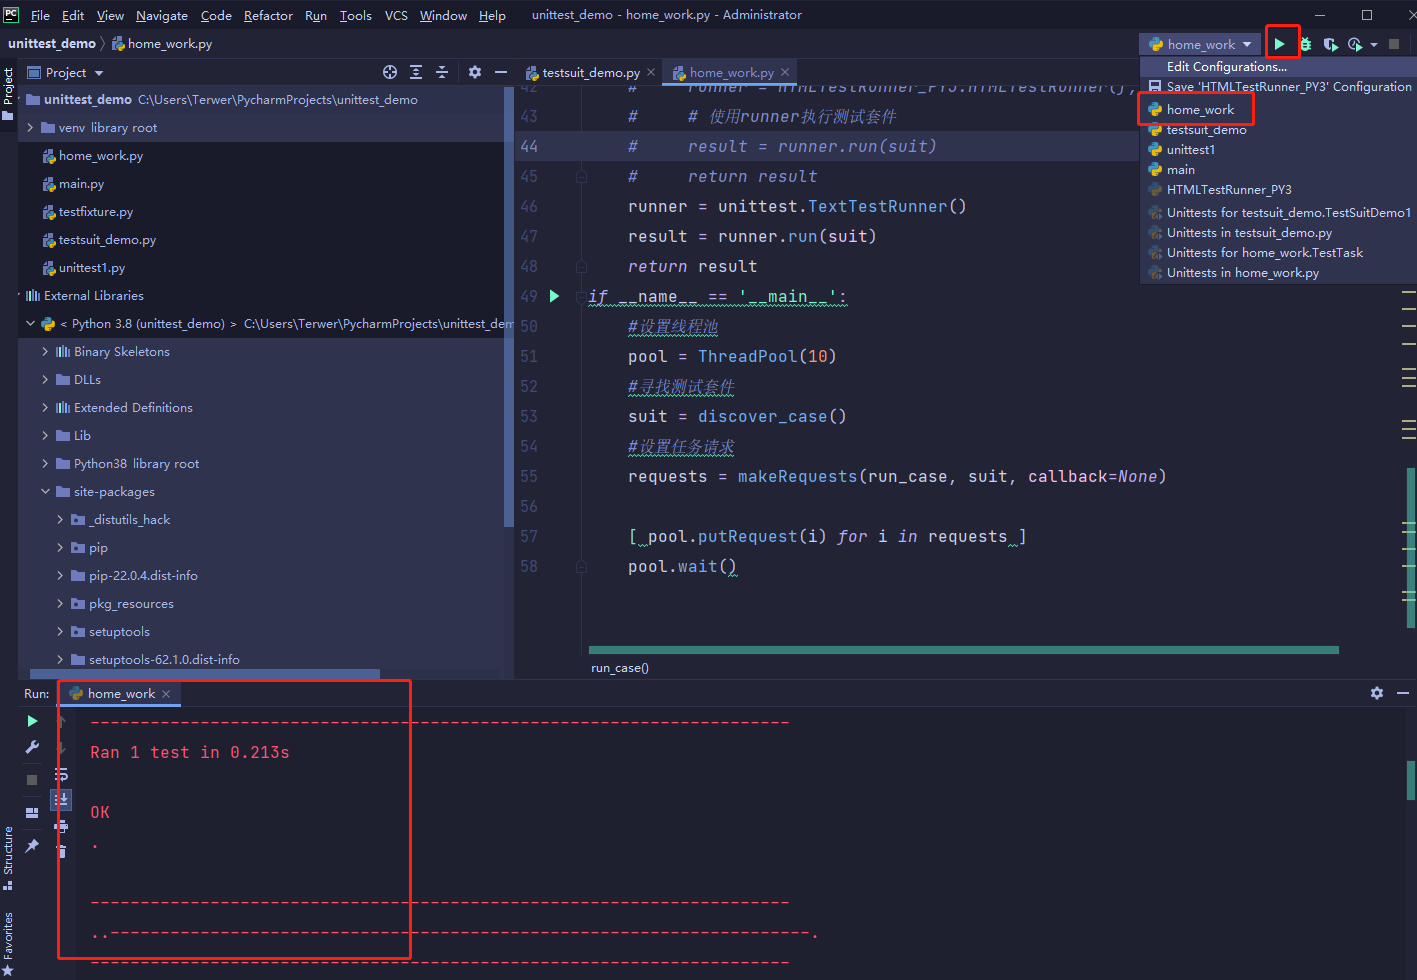 PC File Edit View Navigate Code Refactor Run Tools VCS Window Help unittest_demo - home_work.py - Administrator
unittest_demo home_work.py home_work
Project
Project
testsuit_demo.py
home_work.py
Edit Configurations...
Save 'HTMLTestRunner_PY3' Configuration
home_work
testsuit_demo
unittest1
main
HTMLTestRunner_PY3
Unittests for testsuit_demo.TestSuitDemo1
Unittests in testsuit_demo.py
Unittests for home_work.TestTask
Unittests in home_work.py
unittest_demo C:\Users\Terwer\PycharmProjects\unittest_demo
venv library root
home_work.py
main.py
testfixture.py
testsuit_demo.py
unittest1.py
External Libraries
< Python 3.8 (unittest_demo) > C:\Users\Terwer\PycharmProjects\unittest_dem
Binary Skeletons
DLLs
Extended Definitions
Lib
Python38 library root
site-packages
_distutils_hack
pip
pip-22.0.4.dist-info
pkg_resources
setuptools
setuptools-62.1.0.dist-info
42 # runner = HTMLTestRunner_PY3.HTMLTestRunner(),
43 # # 使用runner执行测试套件
44 # result = runner.run(suit)
45 # return result
46 runner = unittest.TextTestRunner()
47 result = runner.run(suit)
48 return result
49 if __name__ == '__main__':
50 #设置线程池
51 pool = ThreadPool(10)
52 #寻找测试套件
53 suit = discover_case()
54 #设置任务请求
55 requests = makeRequests(run_case, suit, callback=None)
56
57 [ pool.putRequest(i) for i in requests ]
58 pool.wait()
run_case()
Run: home_work
----------------------------------------------------------------------
Ran 1 test in 0.213s
OK
.
----------------------------------------------------------------------
..----------------------------------------------------------------------.
----------------------------------------------------------------------
Structure
Favorites